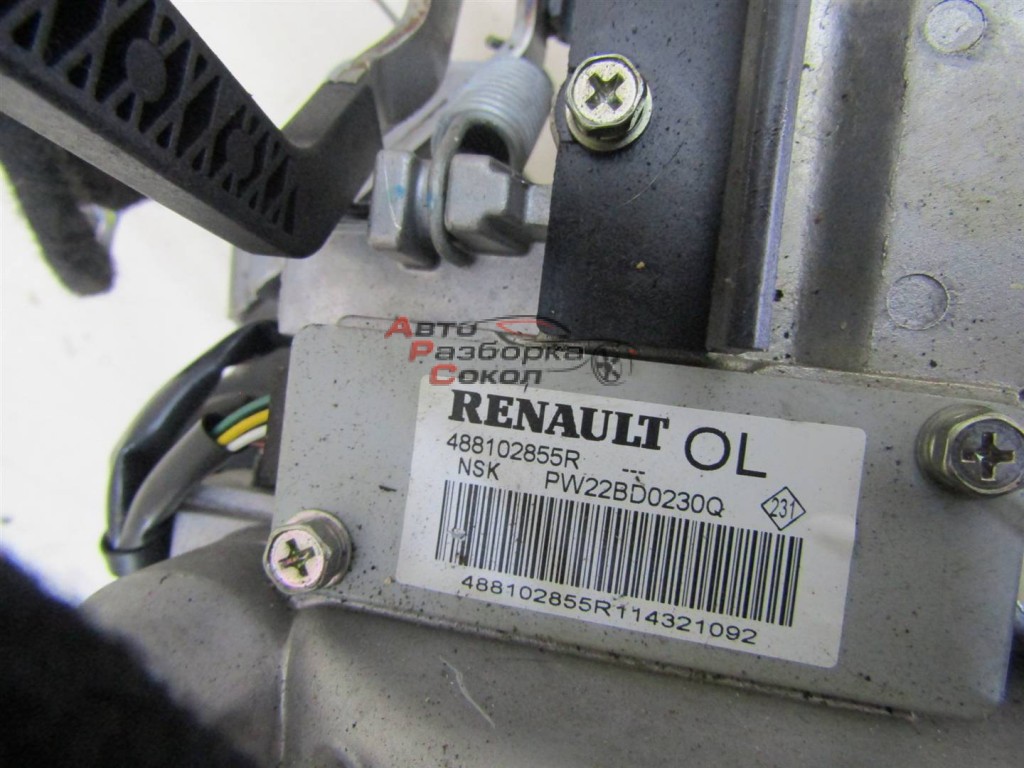 Авто
Разборка
Сокол
RENAULT OL
488102855R ---
NSK PW22BD0230Q
231
488102855R114321092